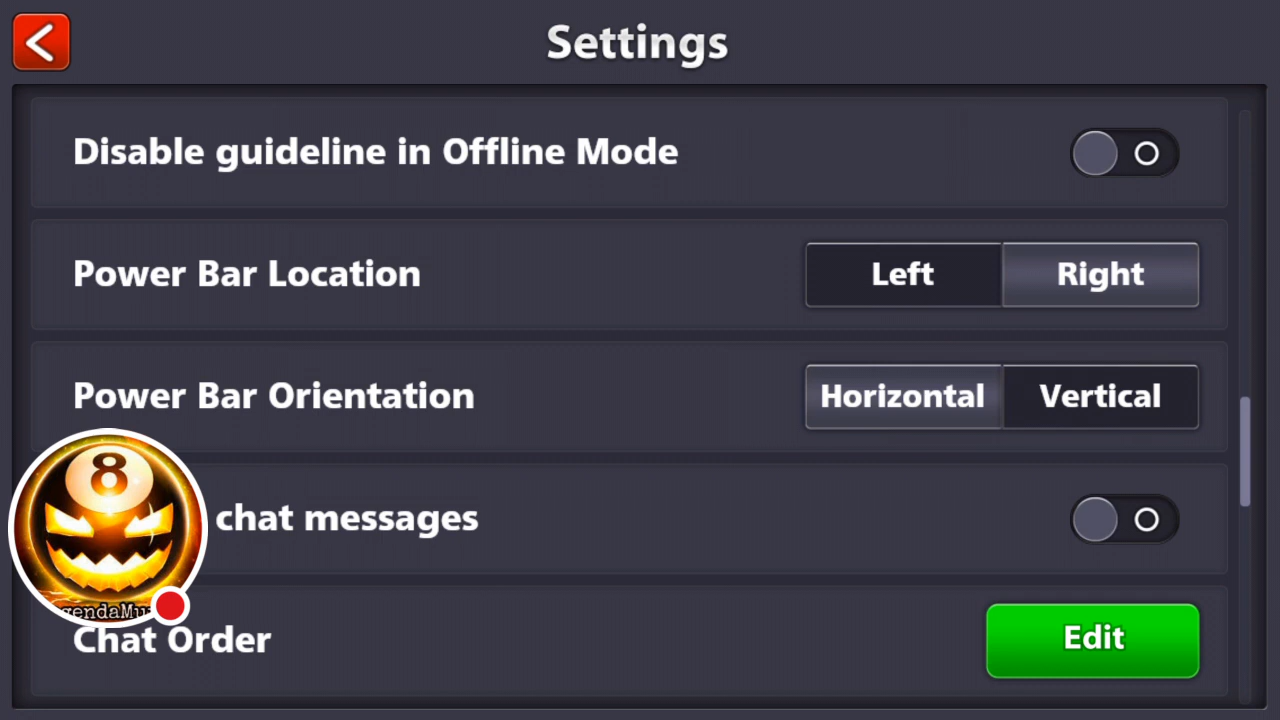 Settings
Disable guideline in Offline Mode
Power Bar Location
Left
Right
Power Bar Orientation
Horizontal
Vertical
chat messages
8
Chat Order
Edit